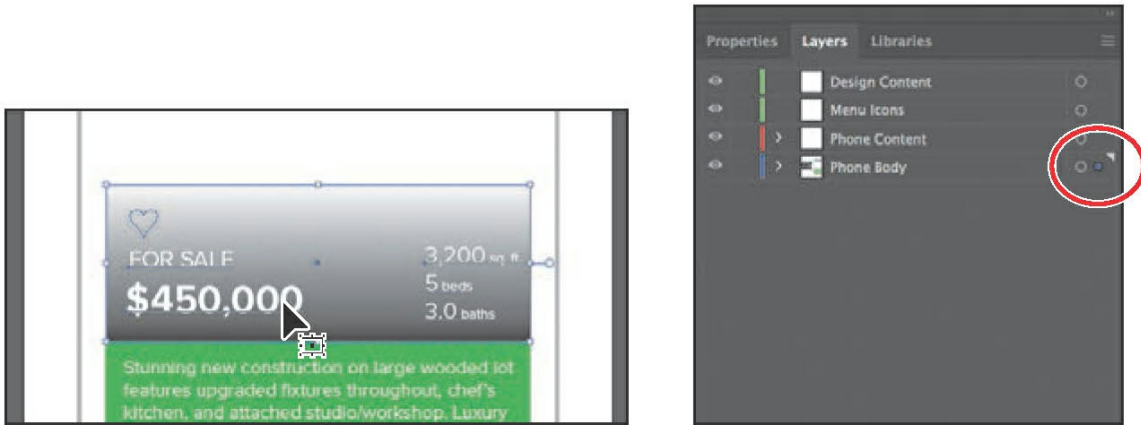 Properties Layers Libraries
Design Content
Menu Icons
Phone Content
Phone Body
FOR SALE
$450,000
3,200 sq. ft.
5 beds
3.0 baths
Stunning new construction on large wooded lot
features upgraded fixtures throughout, chef's
kitchen, and attached studio/workshop. Luxury